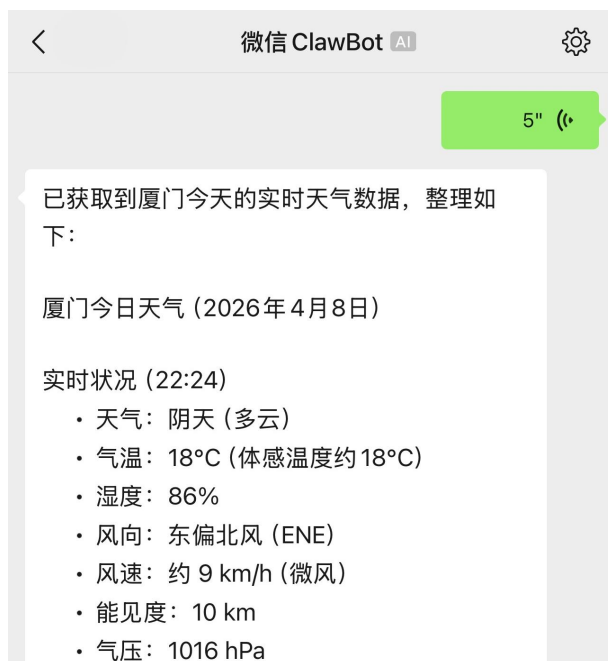 微信 ClawBot AI
5"
已获取到厦门今天的实时天气数据，整理如
下：
厦门今日天气（2026年4月8日）
实时状况（22:24）
• 天气：阴天（多云）
• 气温：18°C（体感温度约18°C）
• 湿度：86%
• 风向：东偏北风（ENE）
• 风速：约 9 km/h（微风）
• 能见度：10 km
• 气压：1016 hPa